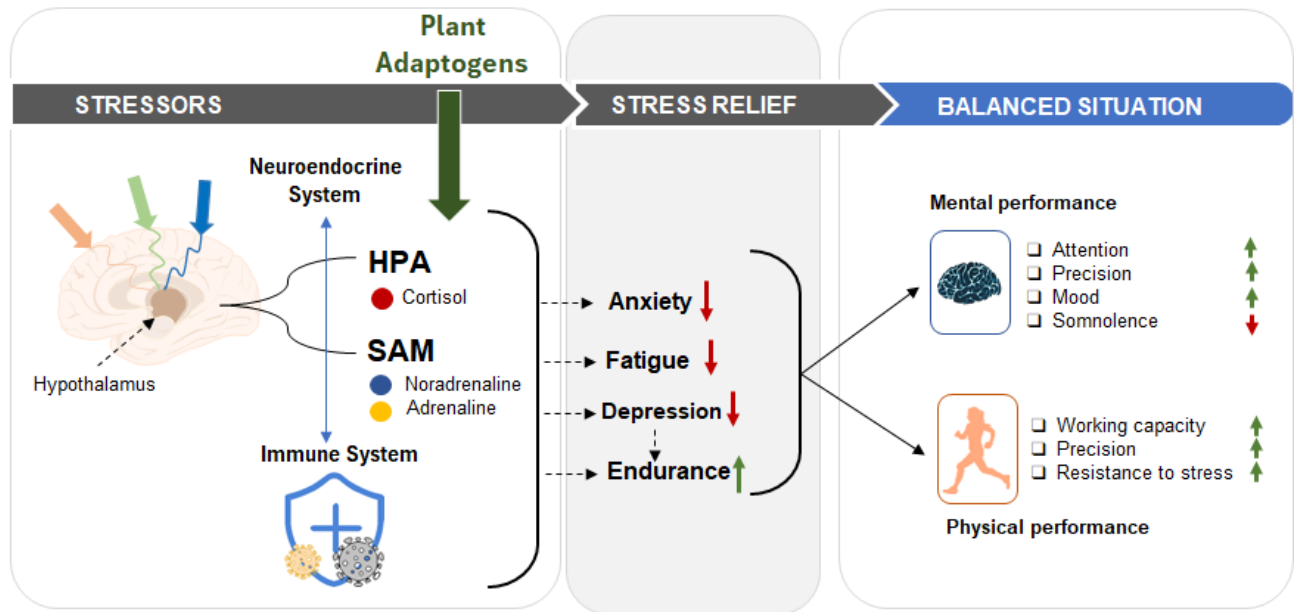 Plant
Adaptogens
STRESSORS
STRESS RELIEF
BALANCED SITUATION
Neuroendocrine
System
HPA
Cortisol
SAM
Noradrenaline
Adrenaline
Hypothalamus
Immune System
Anxiety
Fatigue
Depression
Endurance
Mental performance
Attention
Precision
Mood
Somnolence
Working capacity
Precision
Resistance to stress
Physical performance